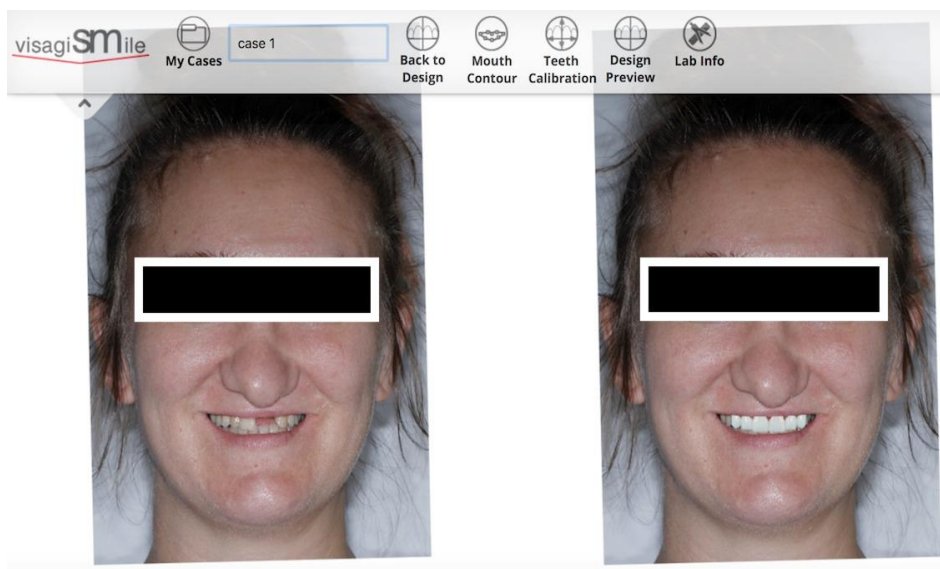 visagiSMile
My Cases
case 1
Back to
Design
Mouth
Contour
Teeth
Calibration
Design
Preview
Lab Info